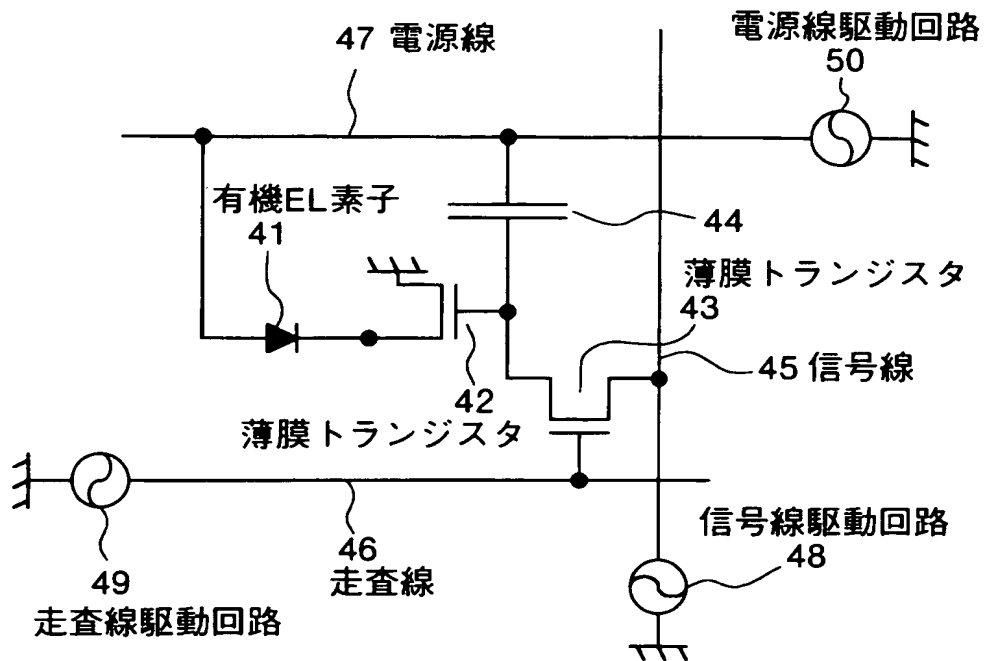 電源線駆動回路
50
47 電源線
有機EL素子
41
44
薄膜トランジスタ
43
45 信号線
42
薄膜トランジスタ
信号線駆動回路
48
46
走査線
49
走査線駆動回路